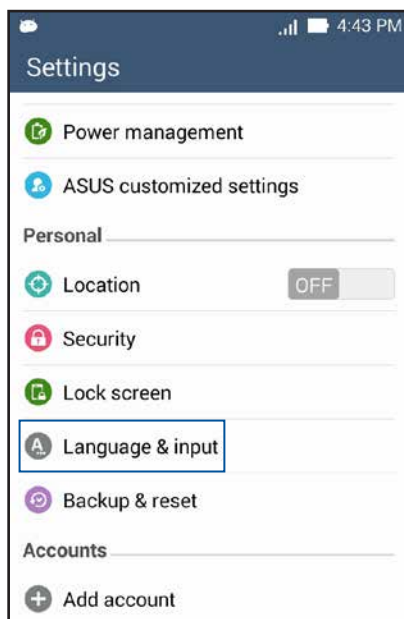 4:43 PM
Settings
Power management
ASUS customized settings
Personal
Location OFF
Security
Lock screen
Language & input
Backup & reset
Accounts
Add account